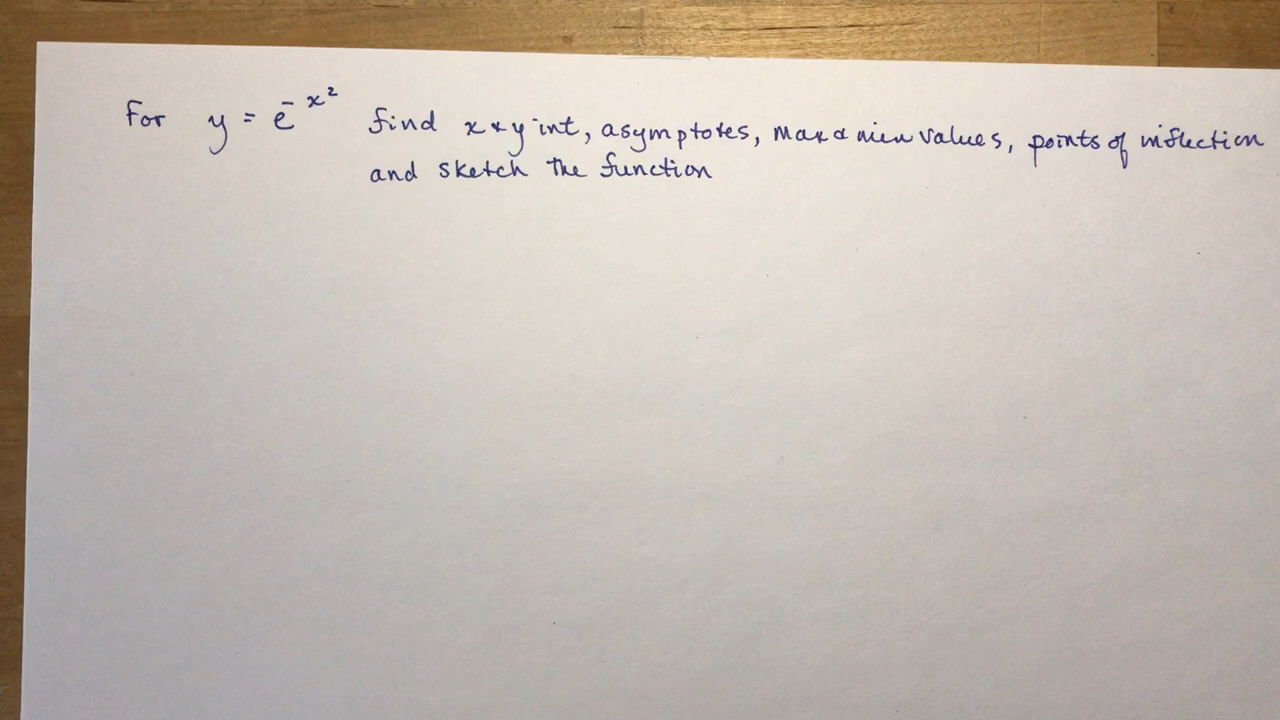 For y = e^-x² find x & y int, asymptotes, max & min values, points of inflection
and sketch the function